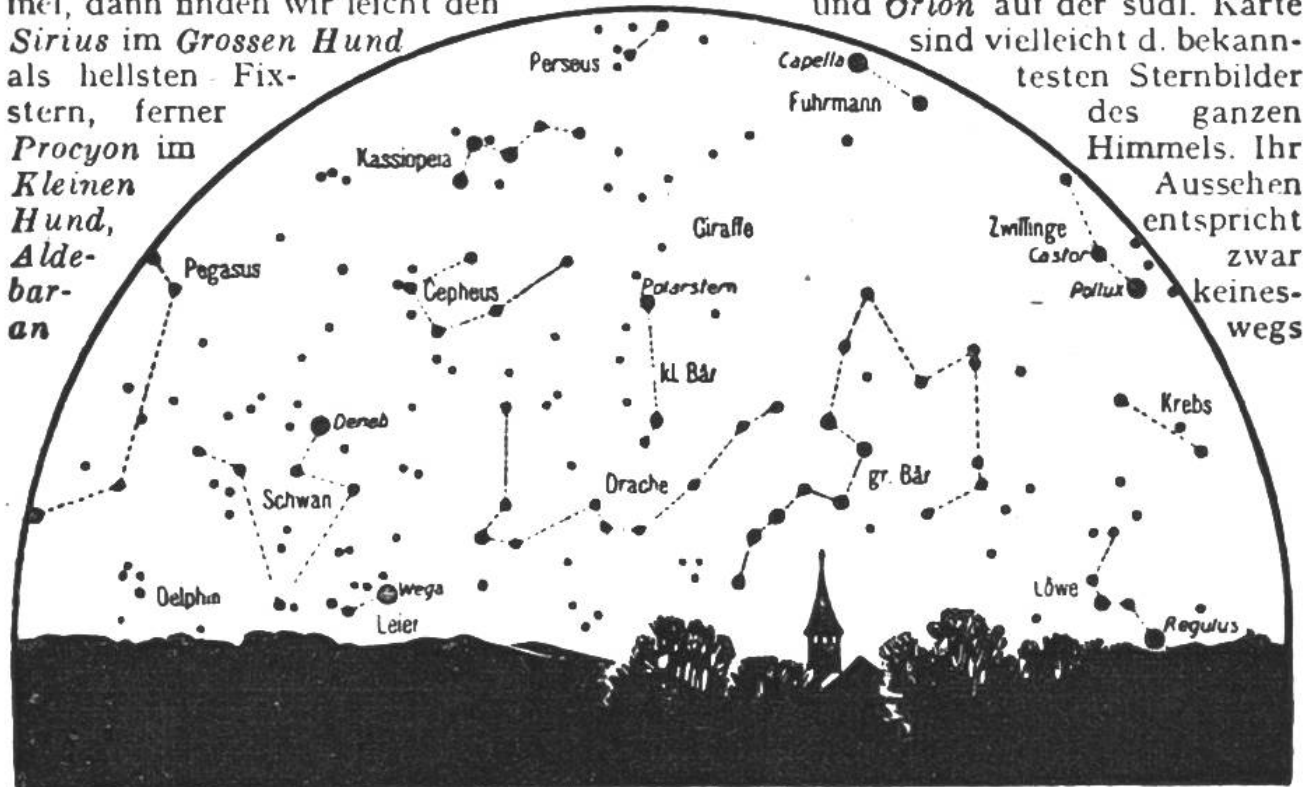 mel, dann finden wir leicht den
Sirius im Grossen Hund
als hellsten Fix-
stern, ferner
Procyon im
Kleinen
Hund,
Alde-
bar-
an
und Orion auf der südl. Karte
sind vielleicht d. bekann-
testen Sternbilder
des ganzen
Himmels. Ihr
Aussehen
entspricht
zwar
keines-
wegs
Perseus
Capella
Fuhrmann
Kassiopeia
Giraffe
Zwillinge
Castor
Pollux
Pegasus
Cepheus
Polarstern
kl. Bär
Krebs
Deneb
Schwan
Drache
gr. Bär
Delphin
Wega
Leier
Löwe
Regulus